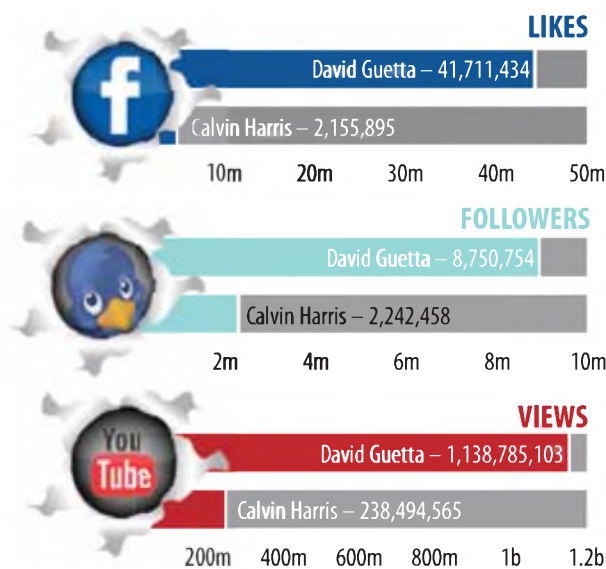 LIKES
f
David Guetta – 41,711,434
Calvin Harris – 2,155,895
10m 20m 30m 40m 50m
FOLLOWERS
David Guetta – 8,750,754
Calvin Harris – 2,242,458
2m 4m 6m 8m 10m
VIEWS
You
Tube
David Guetta – 1,138,785,103
Calvin Harris – 238,494,565
200m 400m 600m 800m 1b 1.2b